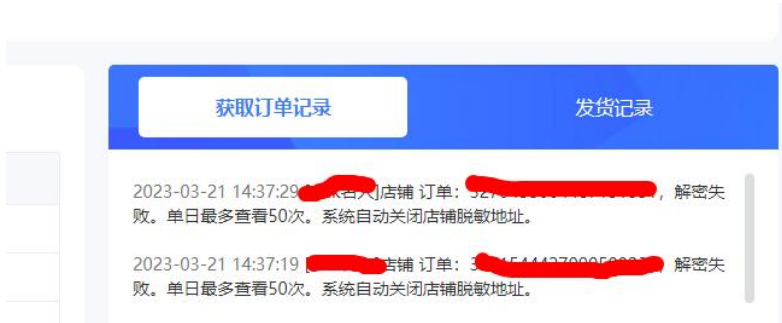 获取订单记录
发货记录
2023-03-21 14:37:29
店铺 订单：
，解密失
败。单日最多查看50次。系统自动关闭店铺脱敏地址。
2023-03-21 14:37:19 [
店铺 订单：
，解密失
败。单日最多查看50次。系统自动关闭店铺脱敏地址。